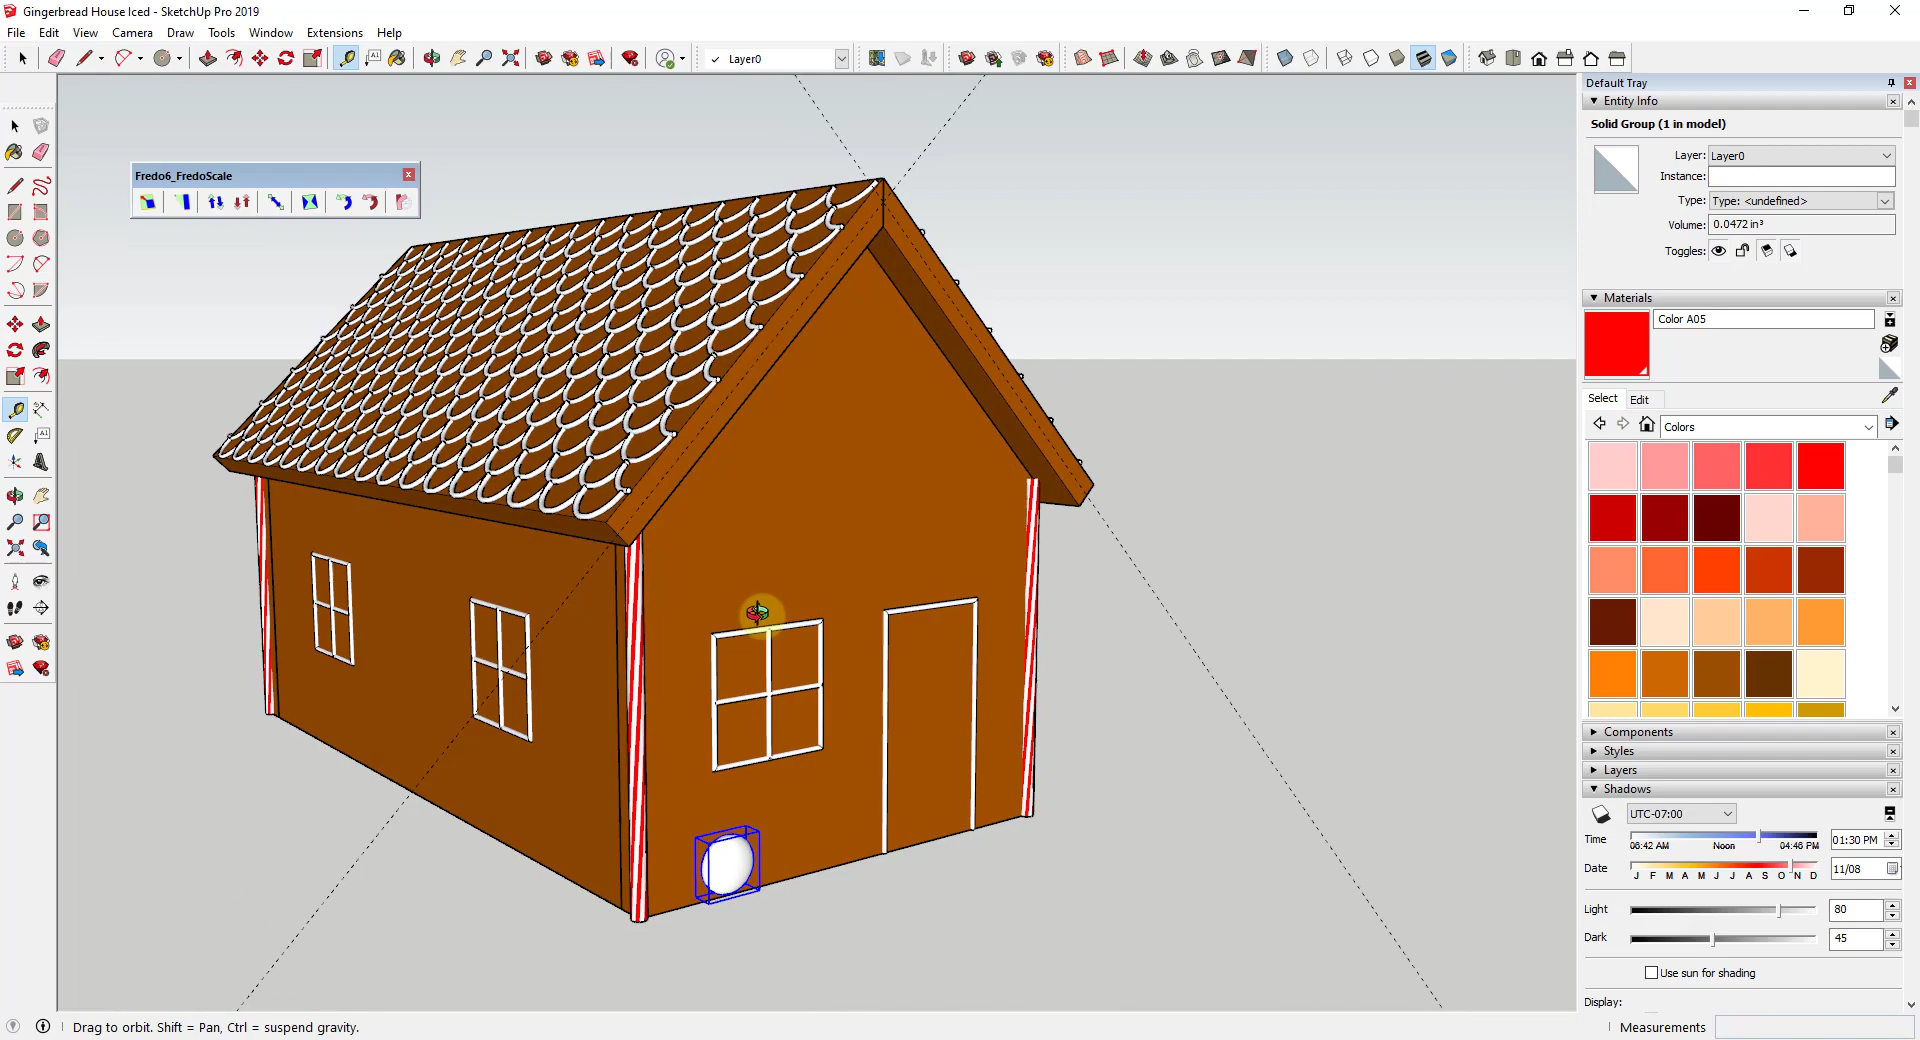 Gingerbread House Iced - SketchUp Pro 2019
File Edit View Camera Draw Tools Window Extensions Help
A1
✓ Layer0
Default Tray
Entity Info
Solid Group (1 in model)
Layer: Layer0
Instance:
Type: Type: <undefined>
Volume: 0.0472 in³
Toggles:
Fredo6_FredoScale
Materials
Color A05
Select Edit
Colors
A1
Components
Styles
Layers
Shadows
UTC-07:00
Time 06:42 AM Noon 04:46 PM 01:30 PM
Date J F M A M J J A S O N D 11/08
Light 80
Dark 45
Use sun for shading
Display:
Drag to orbit. Shift = Pan, Ctrl = suspend gravity.
Measurements